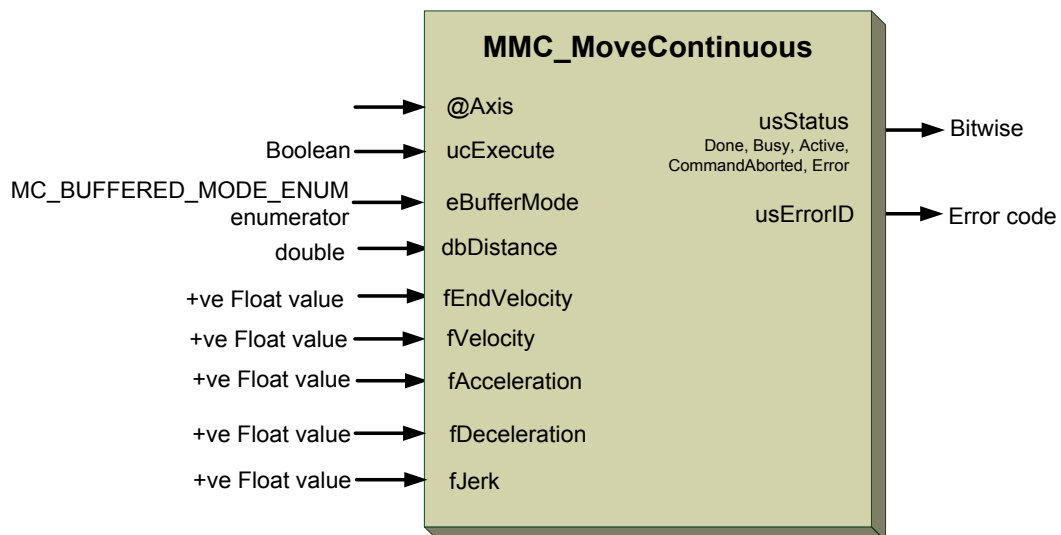 MMC_MoveContinuous
@Axis
Boolean
ucExecute
MC_BUFFERED_MODE_ENUM
enumerator
eBufferMode
double
dbDistance
+ve Float value
fEndVelocity
+ve Float value
fVelocity
+ve Float value
fAcceleration
+ve Float value
fDeceleration
+ve Float value
fJerk
usStatus
Done, Busy, Active,
CommandAborted, Error
Bitwise
usErrorID
Error code